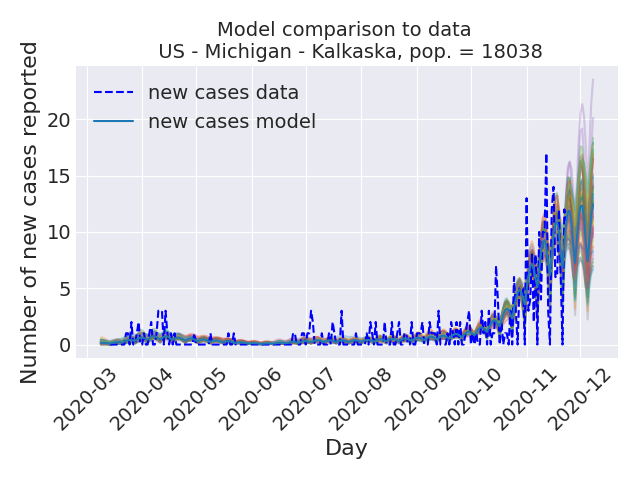 Model comparison to data
US - Michigan - Kalkaska, pop. = 18038
new cases data
new cases model
Number of new cases reported
20
15
10
5
0
2020-03
2020-04
2020-05
2020-06
2020-07
2020-08
2020-09
2020-10
2020-11
2020-12
Day